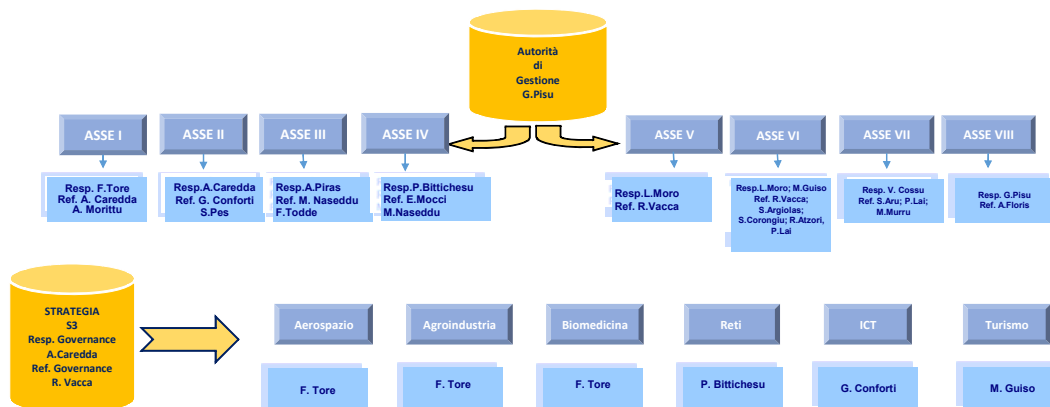 Autorità
di
Gestione
G.Pisu
ASSE I
ASSE II
ASSE III
ASSE IV
ASSE V
ASSE VI
ASSE VII
ASSE VIII
Resp. F.Tore
Ref. A. Caredda
A. Morittu
Resp.A.Caredda
Ref. G. Conforti
S.Pes
Resp.A.Piras
Ref. M. Naseddu
F.Todde
Resp.P.Bittichesu
Ref. E.Mocci
M.Naseddu
Resp.L.Moro
Ref. R.Vacca
Resp.L.Moro; M.Guiso
Ref. R.Vacca;
S.Argiolas;
S.Corongiu; R.Atzori,
P.Lai
Resp. V. Cossu
Ref. S.Aru; P.Lai;
M.Murru
Resp. G.Pisu
Ref. A.Floris
STRATEGIA
S3
Resp. Governance
A.Caredda
Ref. Governance
R. Vacca
Aerospazio
Agroindustria
Biomedicina
Reti
ICT
Turismo
F. Tore
F. Tore
F. Tore
P. Bittichesu
G. Conforti
M. Guiso